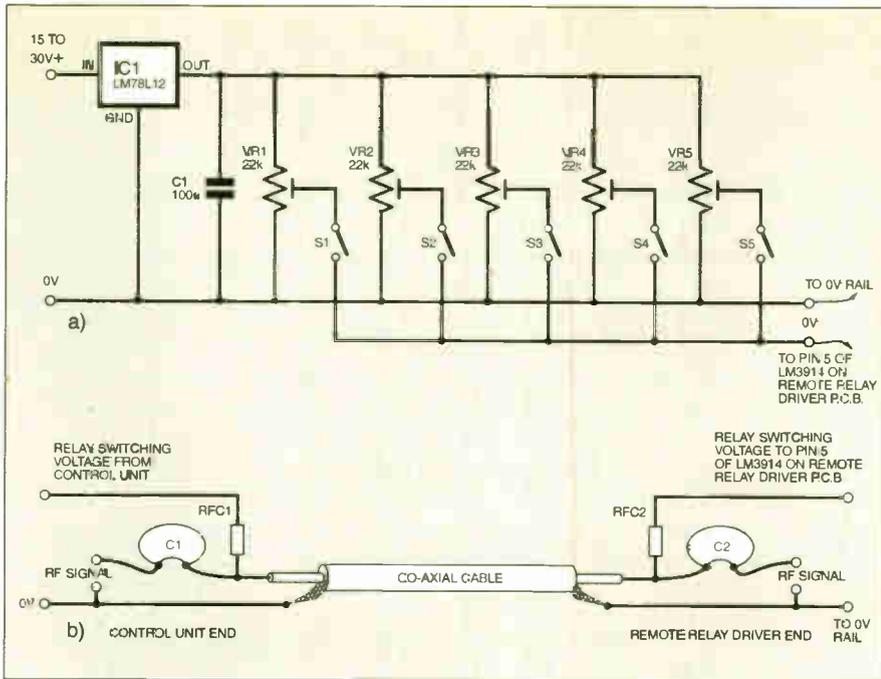 15 TO
30V+
IN
IC1
LM78L12
OUT
GND
C1
100n
VR1
22k
VR2
22k
VR3
22k
VR4
22k
VR5
22k
S1
S2
S3
S4
S5
0V
a)
TO 0V RAIL
0V
TO PIN 5 OF
LM3914 ON
REMOTE RELAY
DRIVER P.C.B.
RELAY SWITCHING
VOLTAGE FROM
CONTROL UNIT
RFC1
C1
RF SIGNAL
0V
b)
CONTROL UNIT END
CO-AXIAL CABLE
RELAY SWITCHING
VOLTAGE TO PIN 5
OF LM3914 ON REMOTE
RELAY DRIVER P.C.B
RFC2
C2
RF SIGNAL
REMOTE RELAY DRIVER END
TO 0V
RAIL